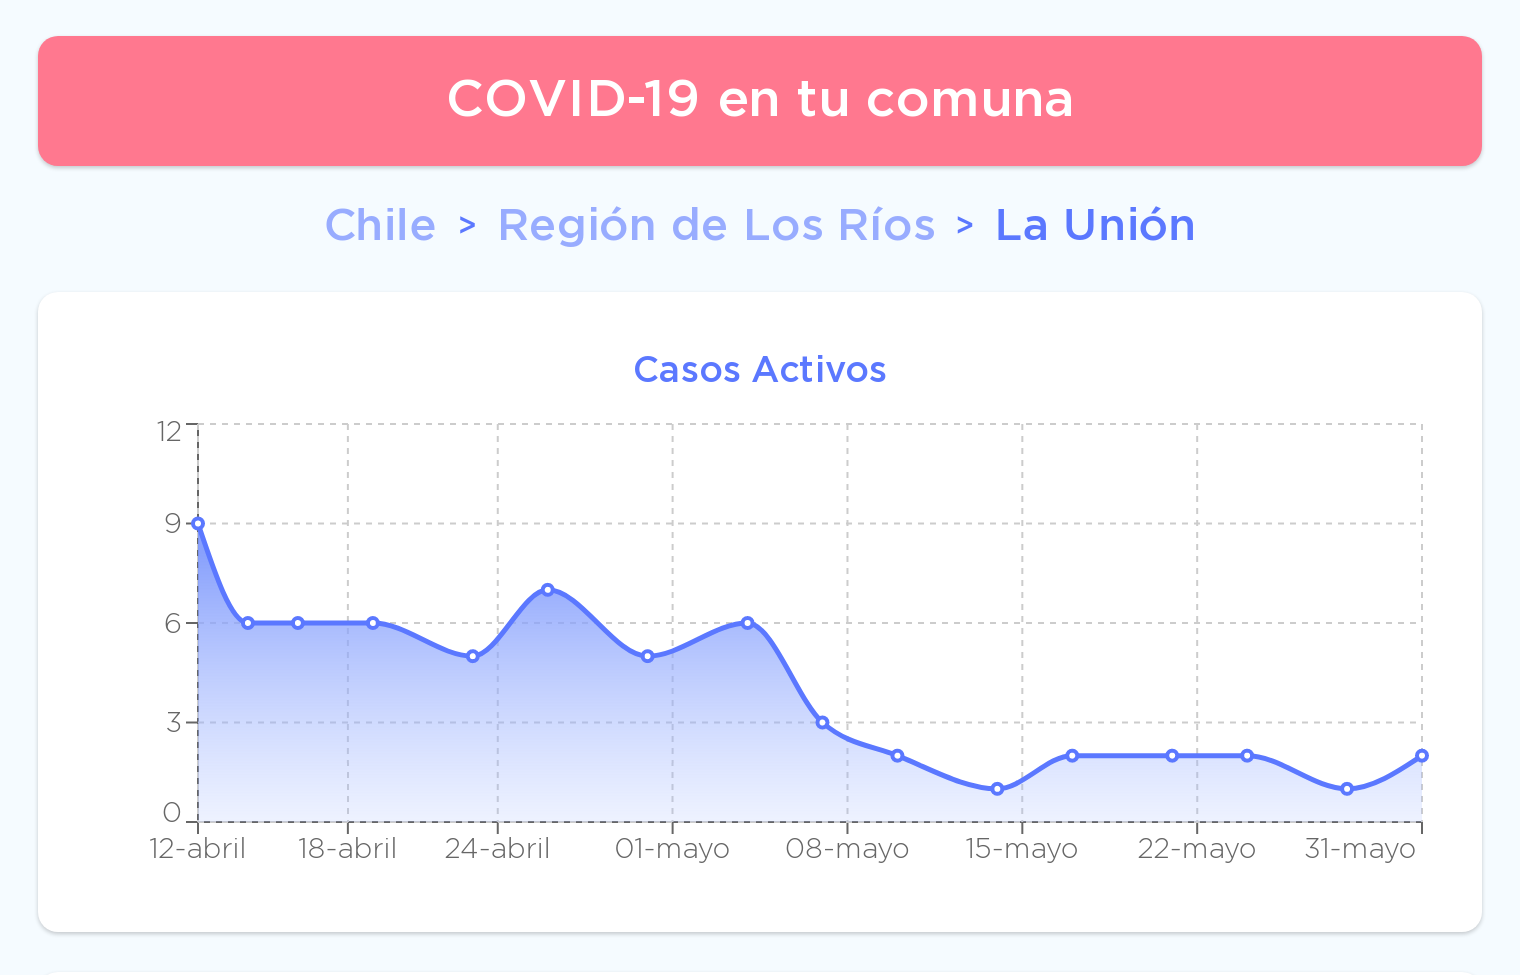 COVID-19 en tu comuna
Chile > Región de Los Ríos > La Unión
Casos Activos
12
9
6
3
0
12-abril 18-abril 24-abril 01-mayo 08-mayo 15-mayo 22-mayo 31-mayo